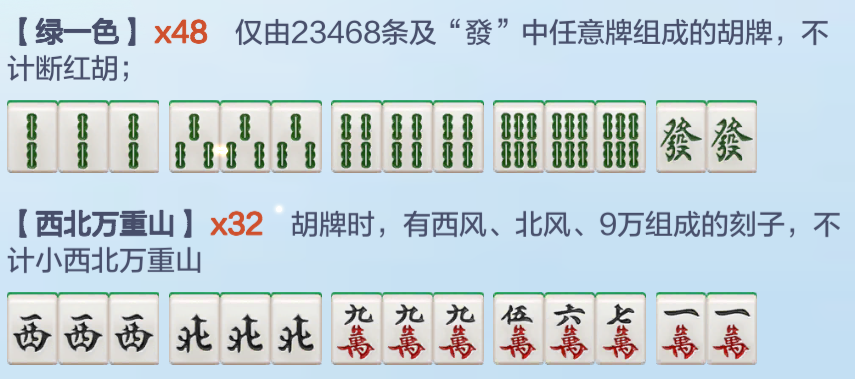 【绿一色】x48 仅由23468条及“發”中任意牌组成的胡牌，不
计断红胡；
發 發
【西北万重山】x32 胡牌时，有西风、北风、9万组成的刻子，不
计小西北万重山
西 西 西 北 北 北 九萬 九萬 九萬 伍萬 六萬 七萬 一萬 一萬